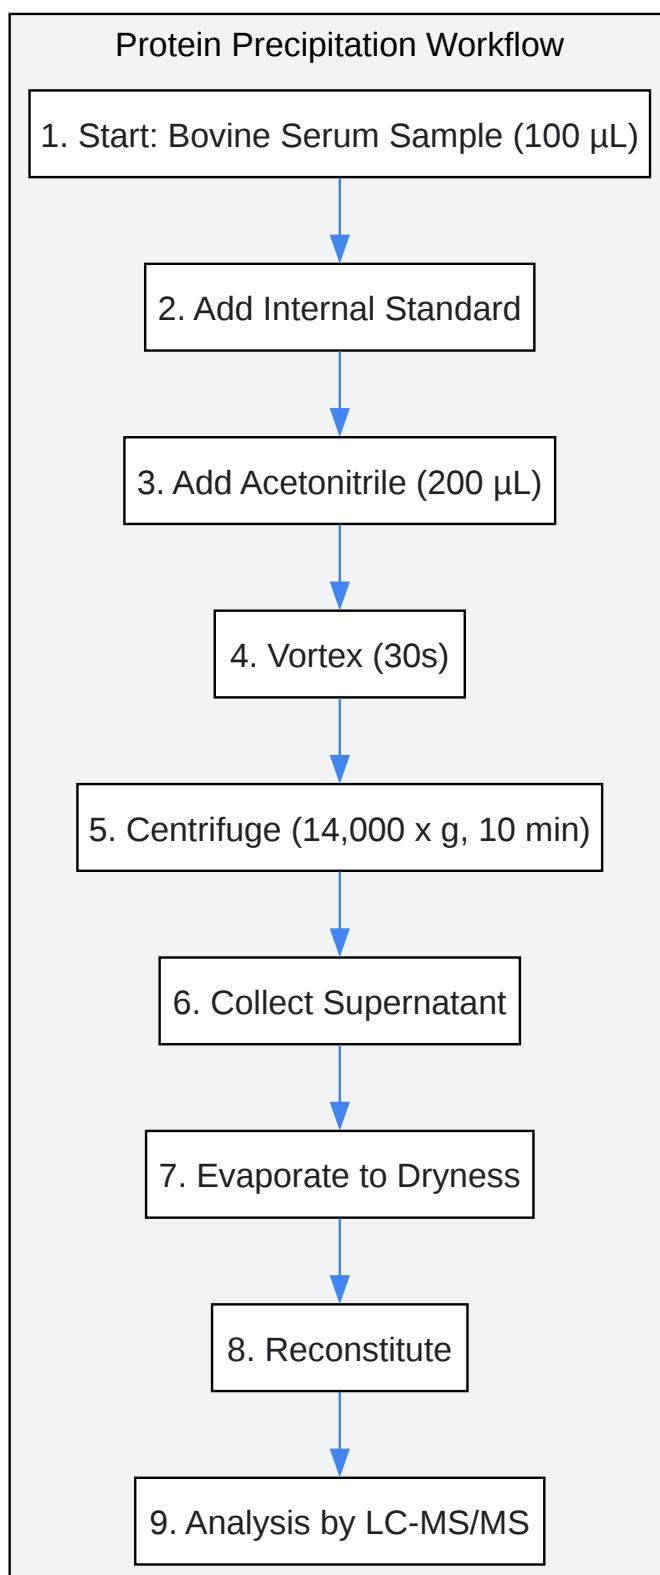 Protein Precipitation Workflow
1. Start: Bovine Serum Sample (100 µL)
2. Add Internal Standard
3. Add Acetonitrile (200 µL)
4. Vortex (30s)
5. Centrifuge (14,000 x g, 10 min)
6. Collect Supernatant
7. Evaporate to Dryness
8. Reconstitute
9. Analysis by LC-MS/MS